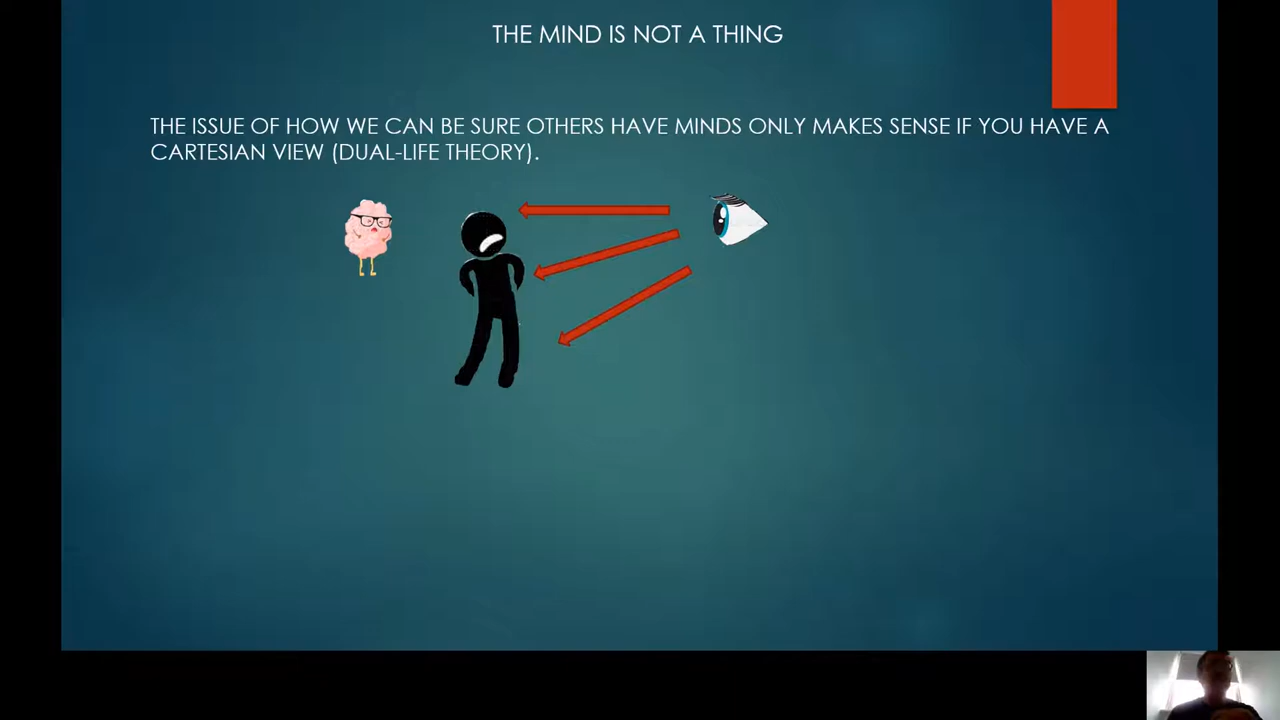 THE MIND IS NOT A THING
THE ISSUE OF HOW WE CAN BE SURE OTHERS HAVE MINDS ONLY MAKES SENSE IF YOU HAVE A
CARTESIAN VIEW (DUAL-LIFE THEORY).